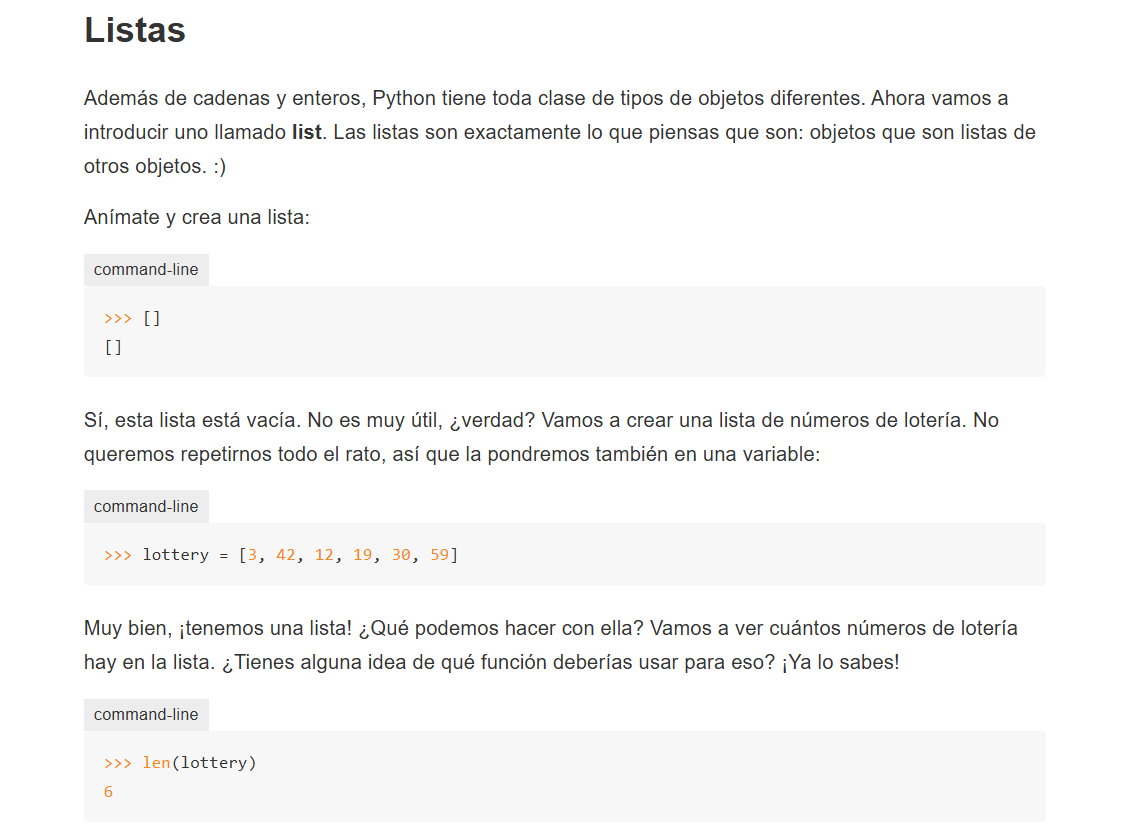 Listas
Además de cadenas y enteros, Python tiene toda clase de tipos de objetos diferentes. Ahora vamos a
introducir uno llamado list. Las listas son exactamente lo que piensas que son: objetos que son listas de
otros objetos. :)
Anímate y crea una lista:
command-line
>>> []
[]
Sí, esta lista está vacía. No es muy útil, ¿verdad? Vamos a crear una lista de números de lotería. No
queremos repetirnos todo el rato, así que la pondremos también en una variable:
command-line
>>> lottery = [3, 42, 12, 19, 30, 59]
Muy bien, ¡tenemos una lista! ¿Qué podemos hacer con ella? Vamos a ver cuántos números de lotería
hay en la lista. ¿Tienes alguna idea de qué función deberías usar para eso? ¡Ya lo sabes!
command-line
>>> len(lottery)
6